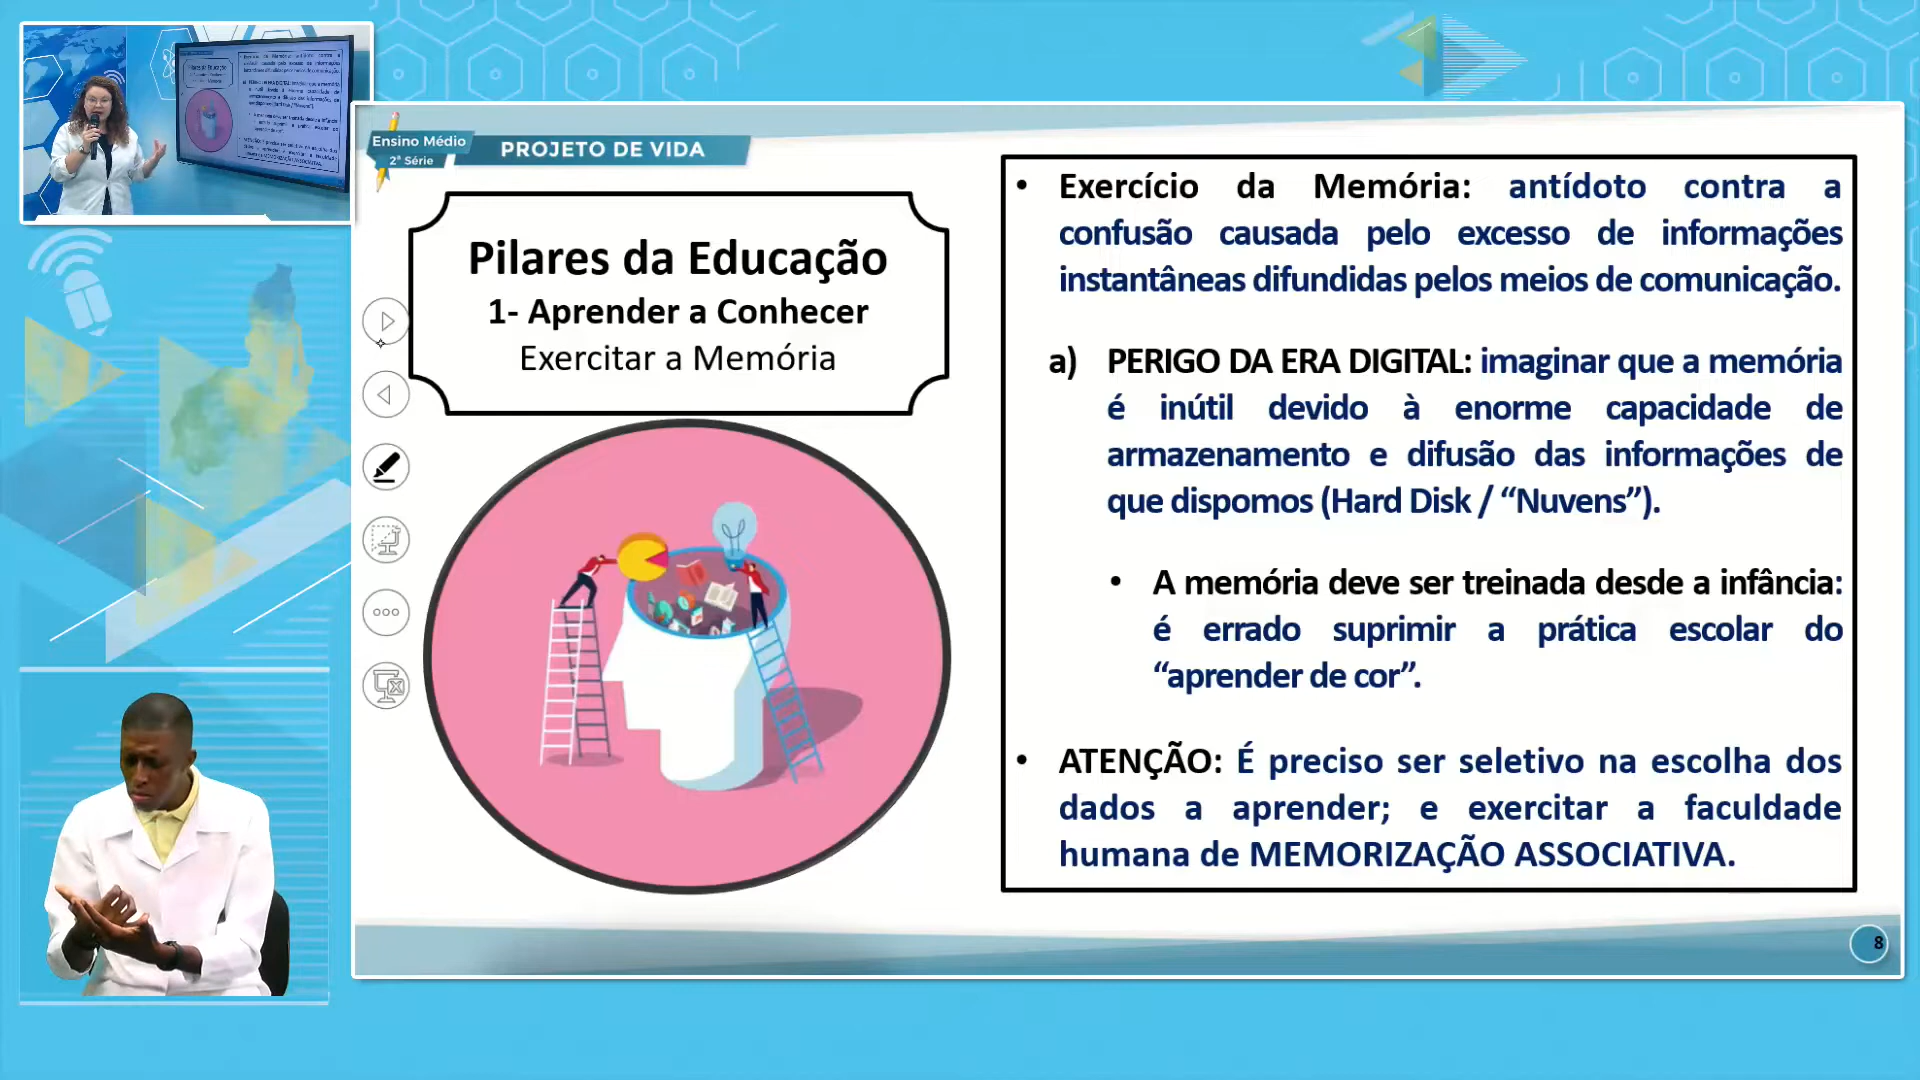 Ensino Médio
2ª Série
PROJETO DE VIDA
Pilares da Educação
1- Aprender a Conhecer
Exercitar a Memória
• Exercício da Memória: antídoto contra a
confusão causada pelo excesso de informações
instantâneas difundidas pelos meios de comunicação.
a) PERIGO DA ERA DIGITAL: imaginar que a memória
é inútil devido à enorme capacidade de
armazenamento e difusão das informações de
que dispomos (Hard Disk / “Nuvens”).
• A memória deve ser treinada desde a infância:
é errado suprimir a prática escolar do
“aprender de cor”.
• ATENÇÃO: É preciso ser seletivo na escolha dos
dados a aprender; e exercitar a faculdade
humana de MEMORIZAÇÃO ASSOCIATIVA.
8